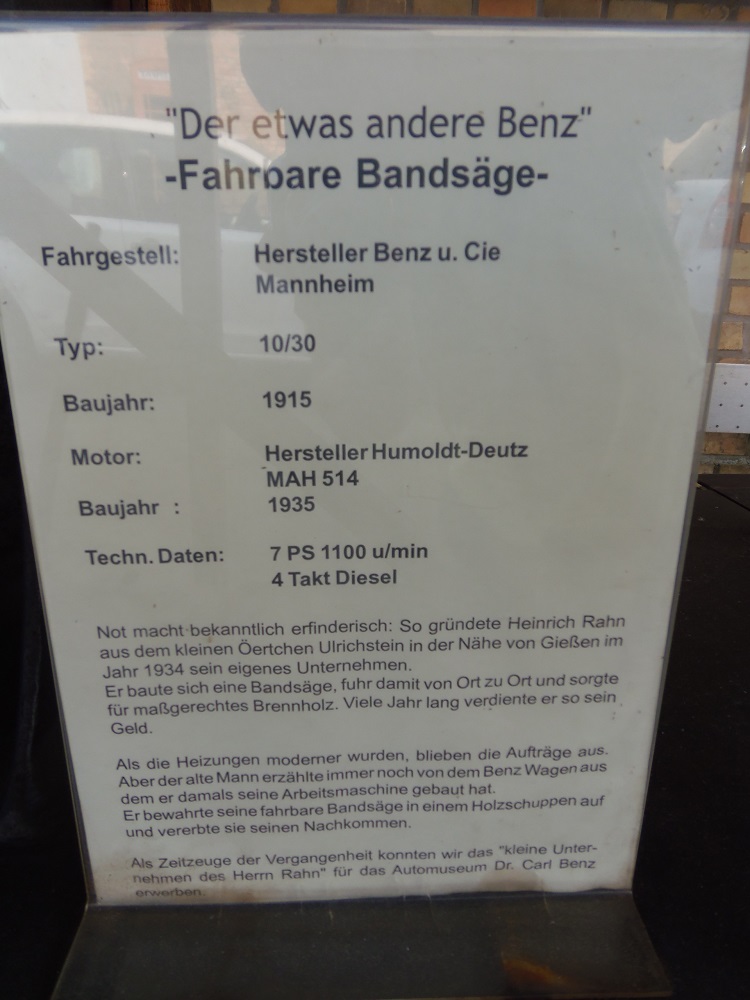 "Der etwas andere Benz"
-Fahrbare Bandsäge-
Fahrgestell: Hersteller Benz u. Cie
Mannheim
Typ: 10/30
Baujahr: 1915
Motor: Hersteller Humoldt-Deutz
MAH 514
Baujahr : 1935
Techn. Daten: 7 PS 1100 u/min
4 Takt Diesel
Not macht bekanntlich erfinderisch: So gründete Heinrich Rahn
aus dem kleinen Öertchen Ulrichstein in der Nähe von Gießen im
Jahr 1934 sein eigenes Unternehmen.
Er baute sich eine Bandsäge, fuhr damit von Ort zu Ort und sorgte
für maßgerechtes Brennholz. Viele Jahr lang verdiente er so sein
Geld.
Als die Heizungen moderner wurden, blieben die Aufträge aus.
Aber der alte Mann erzählte immer noch von dem Benz Wagen aus
dem er damals seine Arbeitsmaschine gebaut hat.
Er bewahrte seine fahrbare Bandsäge in einem Holzschuppen auf
und vererbte sie seinen Nachkommen.
Als Zeitzeuge der Vergangenheit konnten wir das "kleine Unter-
nehmen des Herrn Rahn" für das Automuseum Dr. Carl Benz
erworben.